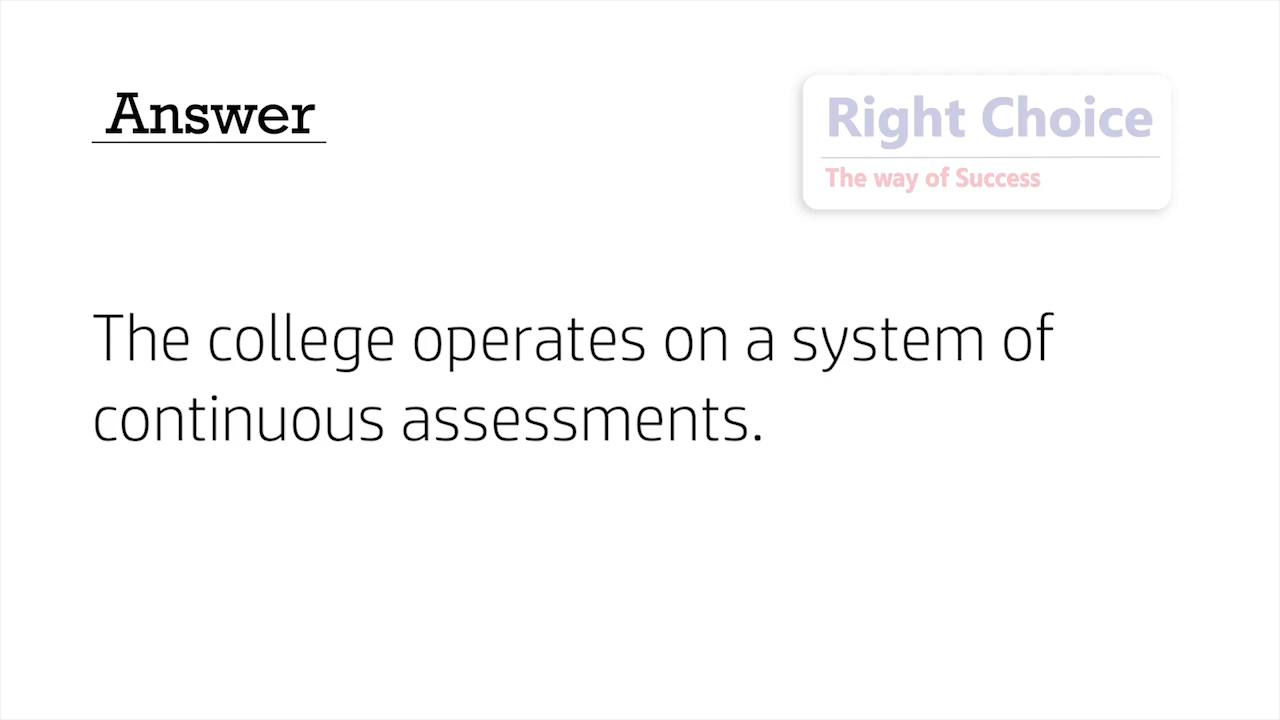 Answer
Right Choice
The way of Success
The college operates on a system of
continuous assessments.